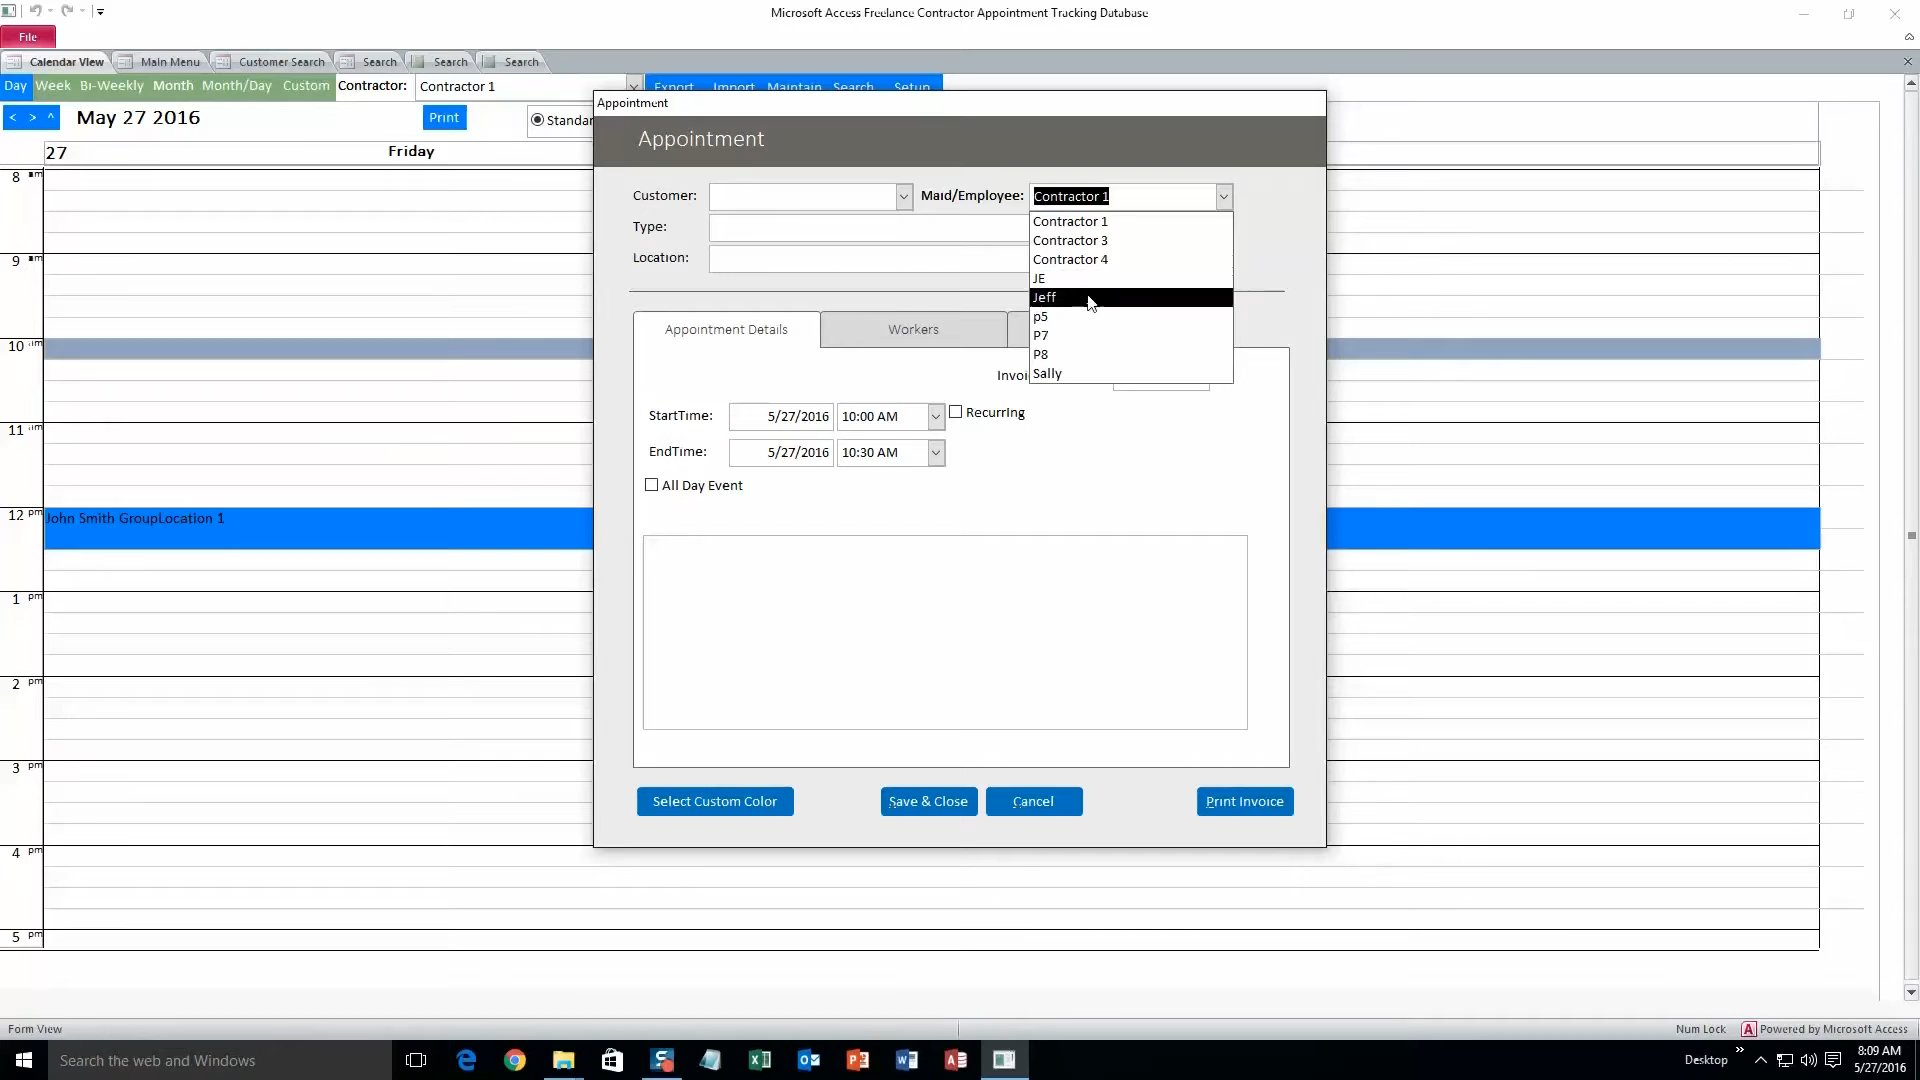 Microsoft Access Freelance Contractor Appointment Tracking Database
File
Calendar View Main Menu Customer Search Search Search Search
Day Week Bi-Weekly Month Month/Day Custom Contractor: Contractor 1 Export Import Maintain Search Setup
< > ^ May 27 2016 Print Standar
27 Friday
8 am
9 am
10 am
11 am
12 pm John Smith GroupLocation 1
1 pm
2 pm
3 pm
4 pm
5 pm
Appointment
Appointment
Customer: Maid/Employee: Contractor 1
Type:
Location:
Contractor 1
Contractor 3
Contractor 4
JE
Jeff
p5
P7
P8
Sally
Appointment Details Workers
Invoi
StartTime: 5/27/2016 10:00 AM Recurring
EndTime: 5/27/2016 10:30 AM
All Day Event
Select Custom Color Save & Close Cancel Print Invoice
Form View Num Lock Powered by Microsoft Access
Search the web and Windows Desktop 8:09 AM
5/27/2016